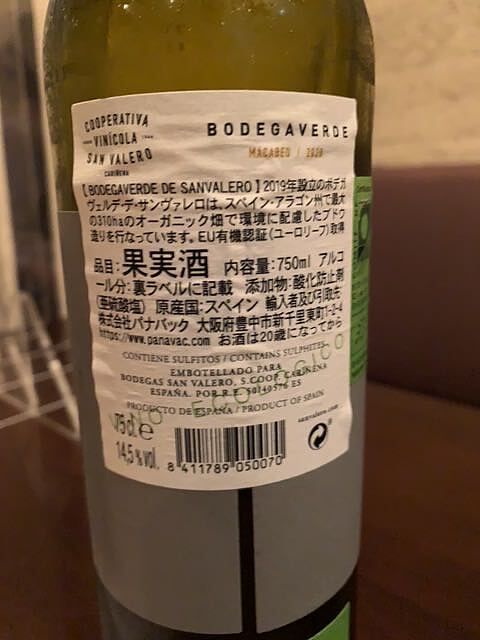 COOPERATIVA
VINÍCOLA
SAN VALERO
CARIÑENA
BODEGAVERDE
MACABEO / 2020
【BODEGAVERDE DE SANVALERO】2019年設立のボデガ
ヴェルデ・デ・サンヴァレロは、スペイン・アラゴン州で最大
の310haのオーガニック畑で環境に配慮したブドウ
造りを行なっています。EU有機認証(ユーロリーフ)取得
品目:果実酒 内容量:750ml アルコ
ール分:裏ラベルに記載 添加物:酸化防止剤
(亜硫酸塩) 原産国:スペイン 輸入者及び引取先:
株式会社パナバック 大阪府豊中市新千里東町1-2-4
https://www.panavac.com お酒は20歳になってから
CONTIENE SULFITOS / CONTAINS SULPHITES
EMBOTELLADO PARA
BODEGAS SAN VALERO, S.COOP. CARIÑENA
ESPAÑA. POR R.E. 50/40576 ES
PRODUCTO DE ESPAÑA / PRODUCT OF SPAIN
sanvalero.com
75 cl e
14,5% vol.
8 411789 050070